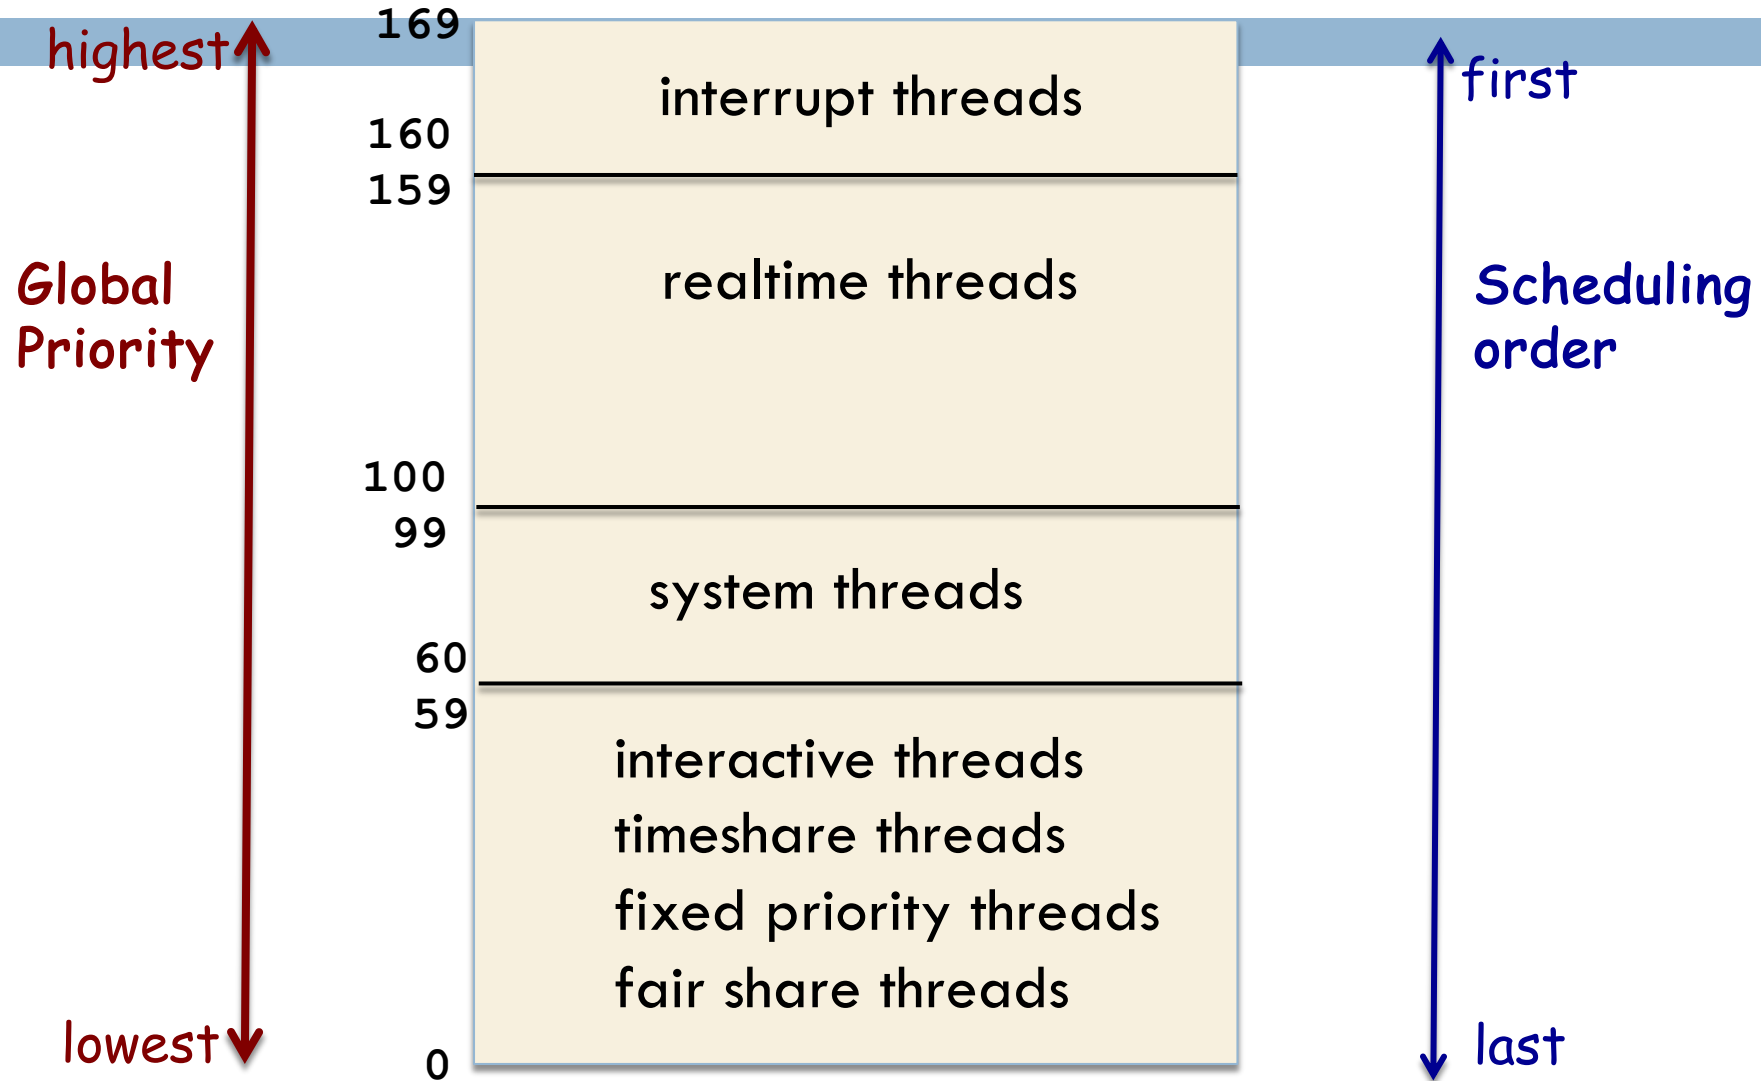 169
highest
first
interrupt threads
160
159
Global
Priority
realtime threads
Scheduling
order
100
99
system threads
60
59
interactive threads
timeshare threads
fixed priority threads
fair share threads
lowest
0
last